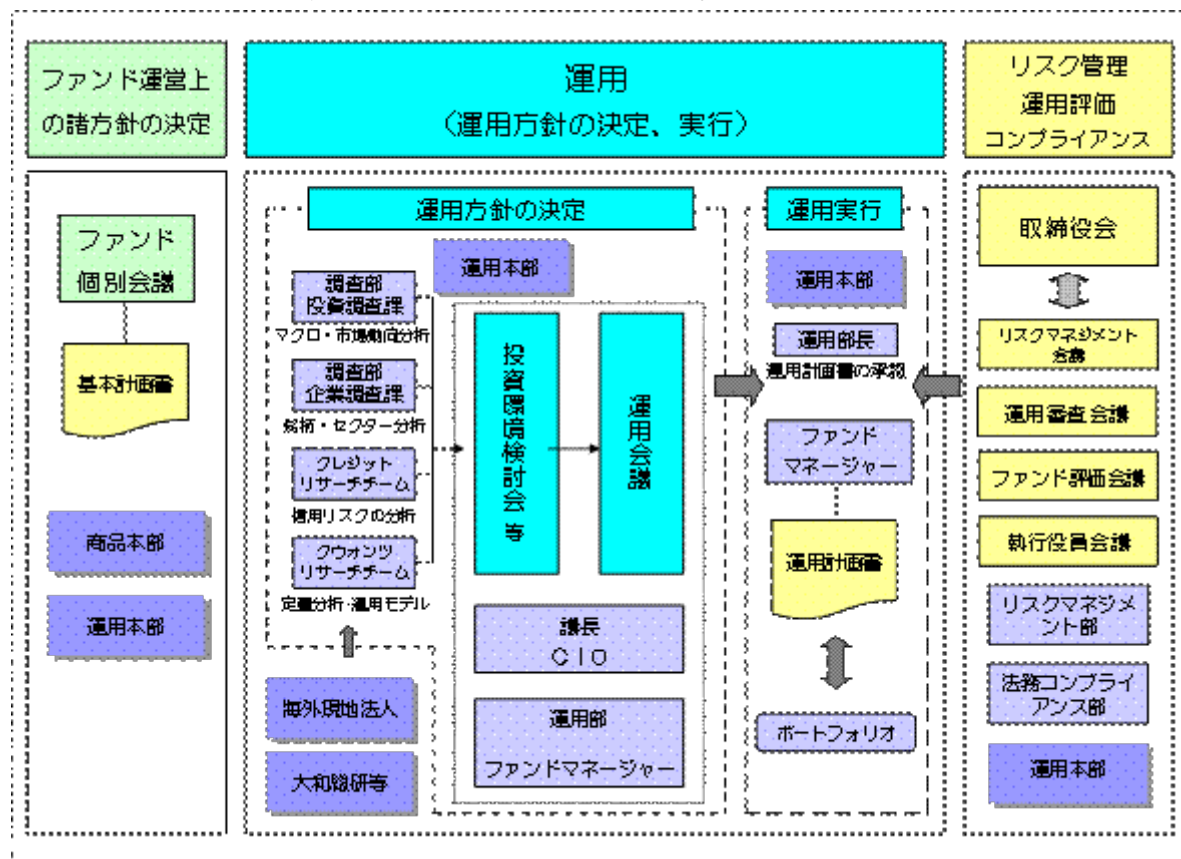 ファンド運営上
の諸方針の決定
運用
（運用方針の決定、実行）
リスク管理
運用評価
コンプライアンス
ファンド
個別会議
基本計画書
商品本部
運用本部
運用方針の決定
運用本部
調査部
投資調査課
マクロ・市場動向分析
調査部
企業調査課
銘柄・セクター分析
クレジット
リサーチチーム
信用リスクの分析
クウォンツ
リサーチチーム
定量分析・運用モデル
海外現地法人
大和総研等
投資環境検討会 等
運用会議
議長
ＣＩＯ
運用部
ファンドマネージャー
運用実行
運用本部
運用部長
運用計画書の承認
ファンド
マネージャー
運用計画書
ポートフォリオ
取締役会
リスクマネジメント
会議
運用審査会議
ファンド評価会議
執行役員会議
リスクマネジメ
ント部
法務コンプライ
アンス部
運用本部